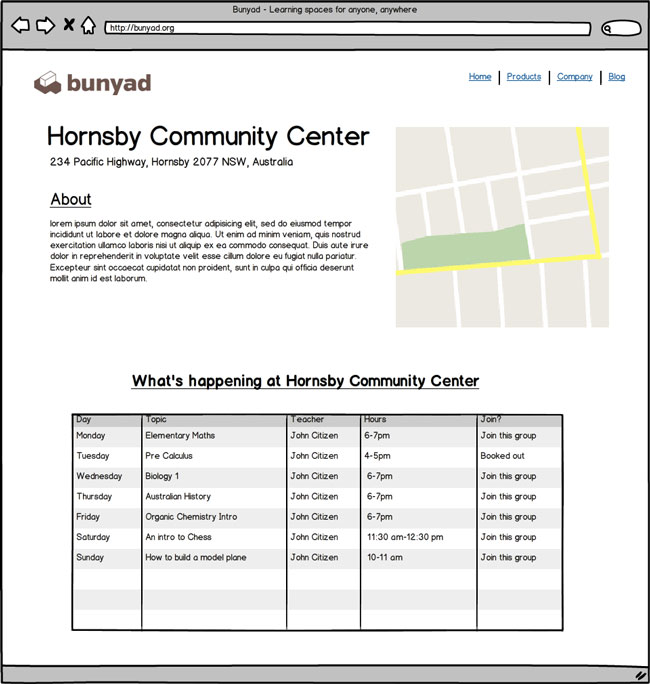 Bunyad - Learning spaces for anyone, anywhere
http://bunyad.org
bunyad
Home Products Company Blog
Hornsby Community Center
234 Pacific Highway, Hornsby 2077 NSW, Australia
About
lorem ipsum dolor sit amet, consectetur adipisicing elit, sed do eiusmod tempor
incididunt ut labore et dolore magna aliqua. Ut enim ad minim veniam, quis nostrud
exercitation ullamco laboris nisi ut aliquip ex ea commodo consequat. Duis aute irure
dolor in reprehenderit in voluptate velit esse cillum dolore eu fugiat nulla pariatur.
Excepteur sint occaecat cupidatat non proident, sunt in culpa qui officia deserunt
mollit anim id est laborum.
What's happening at Hornsby Community Center
Day Topic Teacher Hours Join?
Monday Elementary Maths John Citizen 6-7pm Join this group
Tuesday Pre Calculus John Citizen 4-5pm Booked out
Wednesday Biology 1 John Citizen 6-7pm Join this group
Thursday Australian History John Citizen 6-7pm Join this group
Friday Organic Chemistry Intro John Citizen 6-7pm Join this group
Saturday An intro to Chess John Citizen 11:30 am-12:30 pm Join this group
Sunday How to build a model plane John Citizen 10-11 am Join this group